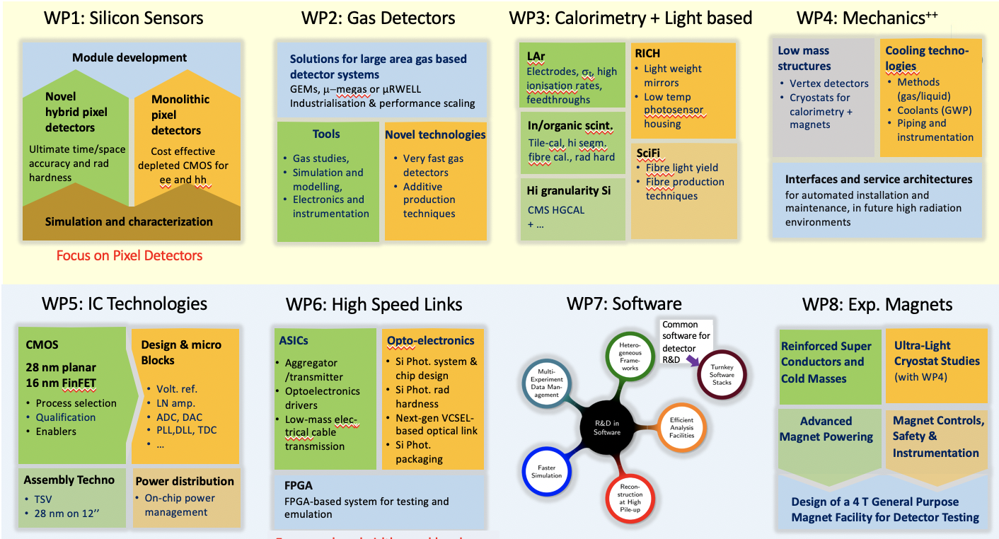 WP1: Silicon Sensors
Module development
Novel
hybrid pixel
detectors
Ultimate time/space
accuracy and rad
hardness
Monolithic
pixel
detectors
Cost effective
depleted CMOS for
ee and hh
Simulation and characterization
Focus on Pixel Detectors
WP2: Gas Detectors
Solutions for large area gas based
detector systems
GEMs, μ−megas or μRWELL
Industrialisation & performance scaling
Tools
• Gas studies,
• Simulation and
modelling,
• Electronics and
instrumentation
Novel technologies
• Very fast gas
detectors
• Additive
production
techniques
WP3: Calorimetry + Light based
LAr
Electrodes, σt, high
ionisation rates,
feedthroughs
In/organic scint.
Tile-cal, hi segm.
fibre cal., rad hard
Hi granularity Si
CMS HGCAL
+ ...
RICH
• Light weight
mirrors
• Low temp
photosensor
housing
SciFi
• Fibre light yield
• Fibre production
techniques
WP4: Mechanics++
Low mass
structures
• Vertex detectors
• Cryostats for
calorimetry +
magnets
Cooling techno-
logies
• Methods
(gas/liquid)
• Coolants (GWP)
• Piping and
instrumentation
Interfaces and service architectures
for automated installation and
maintenance, in future high radiation
environments
WP5: IC Technologies
CMOS
28 nm planar
16 nm FinFET
• Process selection
• Qualification
• Enablers
Design & micro
Blocks
• Volt. ref.
• LN amp.
• ADC, DAC
• PLL,DLL, TDC
• ...
Assembly Techno
• TSV
• 28 nm on 12’’
Power distribution
• On-chip power
management
WP6: High Speed Links
ASICs
• Aggregator
/transmitter
• Optoelectronics
drivers
• Low-mass elec-
trical cable
transmission
Opto-electronics
• Si Phot. system &
chip design
• Si Phot. rad
hardness
• Next-gen VCSEL-
based optical link
• Si Phot.
packaging
FPGA
FPGA-based system for testing and
emulation
WP7: Software
Common
software for
detector
R&D
Hetero-
geneous
Frame-
works
Turnkey
Software
Stacks
Multi-
Experiment
Data Man-
agement
R&D in
Software
Efficient
Analysis
Facilities
Faster
Simulation
Recon-
struction
at High
Pile-up
WP8: Exp. Magnets
Reinforced Super
Conductors and
Cold Masses
Ultra-Light
Cryostat Studies
(with WP4)
Advanced
Magnet Powering
Magnet Controls,
Safety &
Instrumentation
Design of a 4 T General Purpose
Magnet Facility for Detector Testing